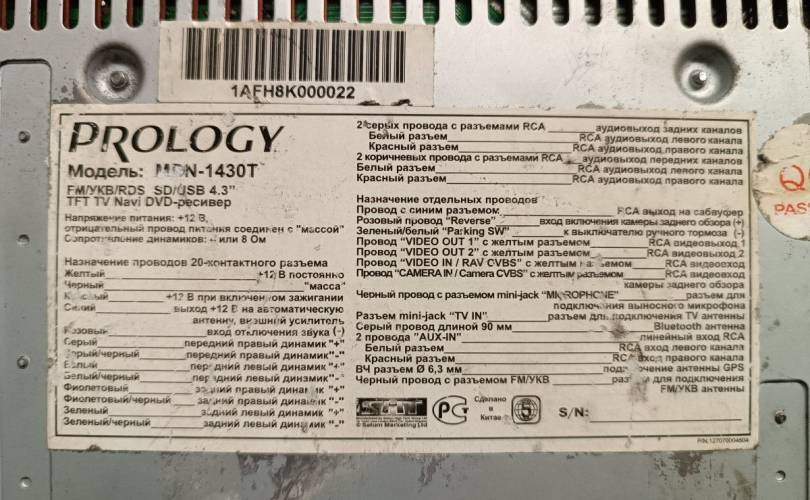 1AFH8K000022
PROLOGY
Модель: MDN-1430T
FM/УКВ/RDS SD/USB 4.3"
TFT TV Navi DVD-ресивер
Напряжение питания: +12 В,
отрицательный провод питания соединен с "массой"
Сопротивление динамиков: или 8 Ом
Назначение проводов 20-контактного разъема
Желтый +12 В постоянно
Черный "масса"
Красный +12 В при включенном зажигании
Синий выход +12 В на автоматическую
антенну, внешний усилитель
Розовый вход отключения звука (-)
Серый передний правый динамик "+"
Серый/черный передний правый динамик "-"
Белый передний левый динамик "+"
Белый/черный передний левый динамик "-"
Фиолетовый задний правый динамик "+"
Фиолетовый/черный задний правый динамик "-"
Зеленый задний левый динамик "+"
Зеленый/черный задний левый динамик "-"
2 серых провода с разъемами RCA аудиовыход задних каналов
Белый разъем RCA аудиовыход левого канала
Красный разъем RCA аудиовыход правого канала
2 коричневых провода с разъемами RCA аудиовыход передних каналов
Белый разъем RCA аудиовыход левого канала
Красный разъем RCA аудиовыход правого канала
Назначение отдельных проводов
Провод с синим разъемом RCA выход на сабвуфер
Розовый провод "Reverse" вход включения камеры заднего обзора (+)
Зеленый/белый "Parking SW" к выключателю ручного тормоза (-)
Провод "VIDEO OUT 1" с желтым разъемом RCA видеовыход 1
Провод "VIDEO OUT 2" с желтым разъемом RCA видеовыход 2
Провод "VIDEO IN / RAV CVBS" с желтым разъемом RCA видеовход
Провод "CAMERA IN / Camera CVBS" с желтым разъемом RCA видеовход
камеры заднего обзора
Черный провод с разъемом mini-jack "MICROPHONE" разъем для
подключения выносного микрофона
Разъем mini-jack "TV IN" разъем для подключения TV антенны
Серый провод длиной 90 мм Bluetooth антенна
2 провода "AUX-IN" линейный вход RCA
Белый разъем RCA вход левого канала
Красный разъем RCA вход правого канала
ВЧ разъем Ø 6,3 мм подключение антенны GPS
Черный провод с разъемом FM/УКВ разъем для подключения
FM/УКВ антенны
© Saturn Marketing Ltd
РСТ
Сделано
в Китае
5
S/N:
P/N:127070004604
PASS